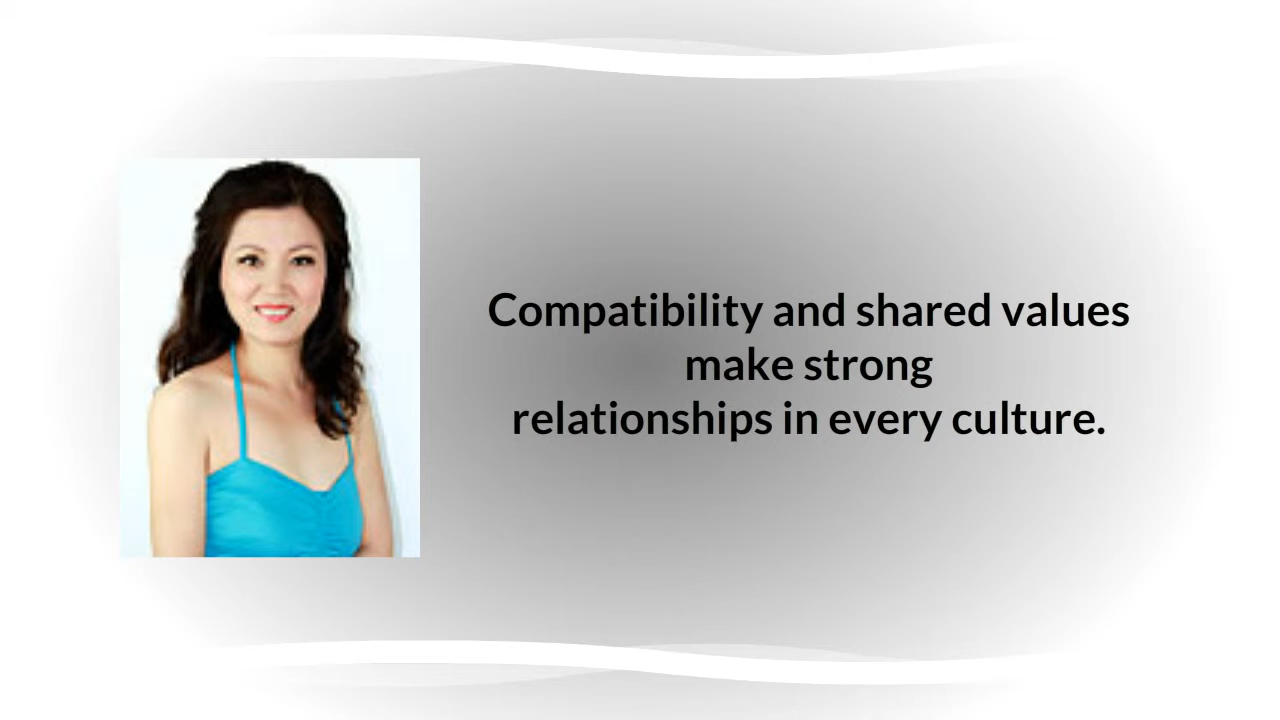 Compatibility and shared values
make strong
relationships in every culture.